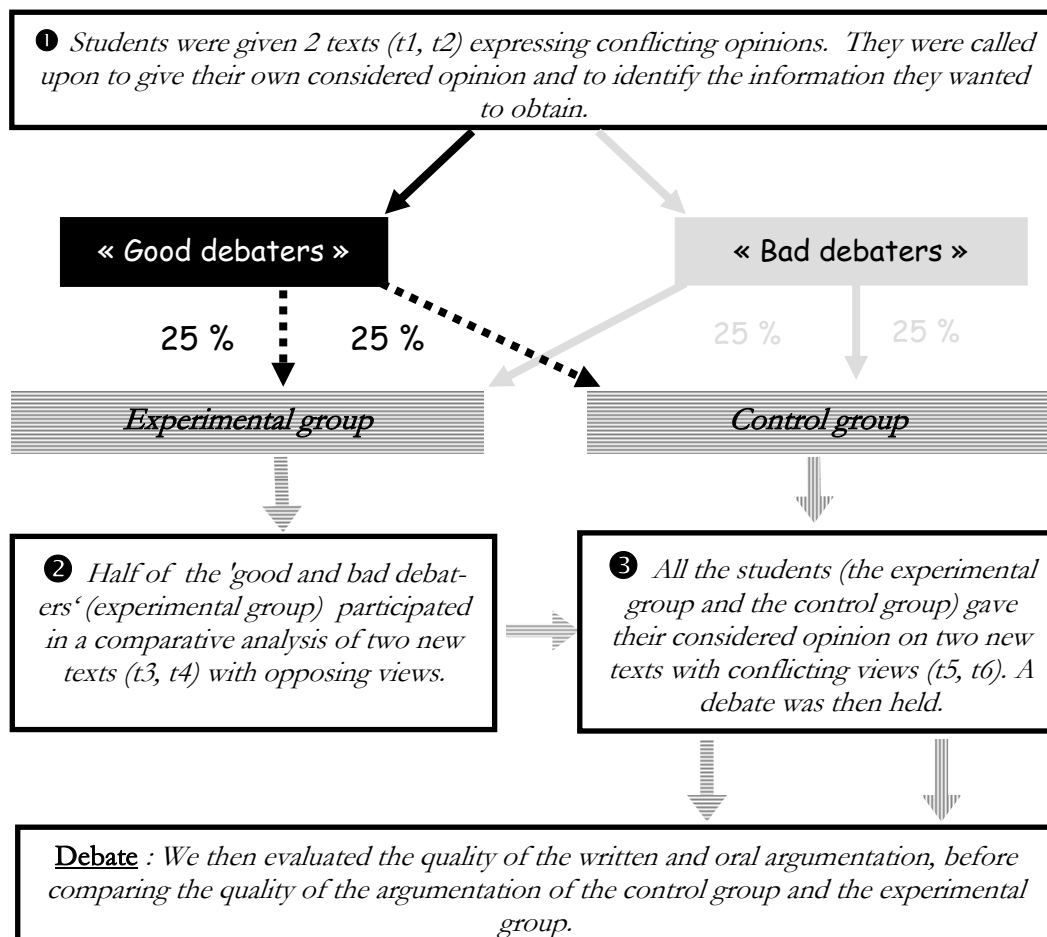 ❶ Students were given 2 texts (t1, t2) expressing conflicting opinions. They were called
upon to give their own considered opinion and to identify the information they wanted
to obtain.
« Good debaters »
« Bad debaters »
25 %
25 %
25 %
25 %
Experimental group
Control group
❷ Half of the 'good and bad debat-
ers‘ (experimental group) participated
in a comparative analysis of two new
texts (t3, t4) with opposing views.
❸ All the students (the experimental
group and the control group) gave
their considered opinion on two new
texts with conflicting views (t5, t6). A
debate was then held.
Debate : We then evaluated the quality of the written and oral argumentation, before
comparing the quality of the argumentation of the control group and the experimental
group.